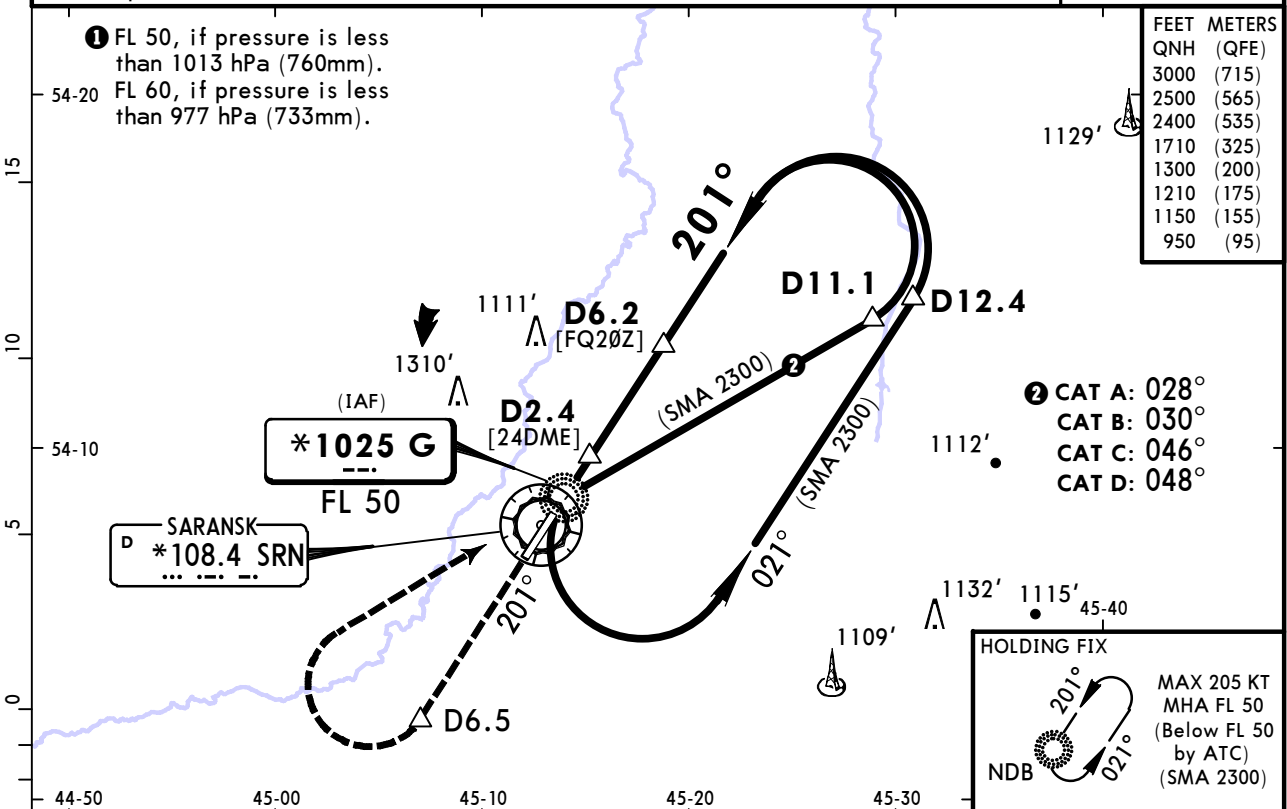 ❶ FL 50, if pressure is less
than 1013 hPa (760mm).
FL 60, if pressure is less
than 977 hPa (733mm).
FEET METERS
QNH (QFE)
3000 (715)
2500 (565)
2400 (535)
1710 (325)
1300 (200)
1210 (175)
1150 (155)
950 (95)
54-20
1129'
15
201°
D11.1
D12.4
1111'
D6.2
[FQ20Z]
10
1310'
(SMA 2300)
❷
❷ CAT A: 028°
CAT B: 030°
CAT C: 046°
CAT D: 048°
(IAF)
*1025 G
FL 50
D2.4
[24DME]
54-10
1112'
(SMA 2300)
SARANSK
D *108.4 SRN
5
021°
201°
1132'
1115'
45-40
1109'
0
D6.5
HOLDING FIX
201°
021°
NDB
MAX 205 KT
MHA FL 50
(Below FL 50
by ATC)
(SMA 2300)
44-50
45-00
45-10
45-20
45-30